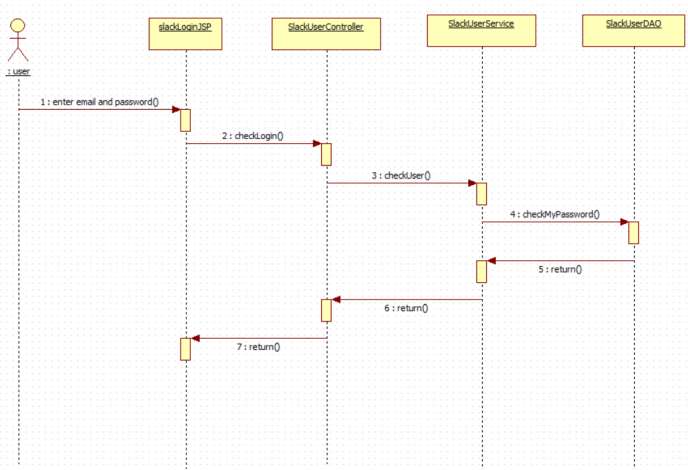 slackLoginJSP
SlackUserController
SlackUserService
SlackUserDAO
: user
1 : enter email and password()
2 : checkLogin()
3 : checkUser()
4 : checkMyPassword()
5 : return()
6 : return()
7 : return()